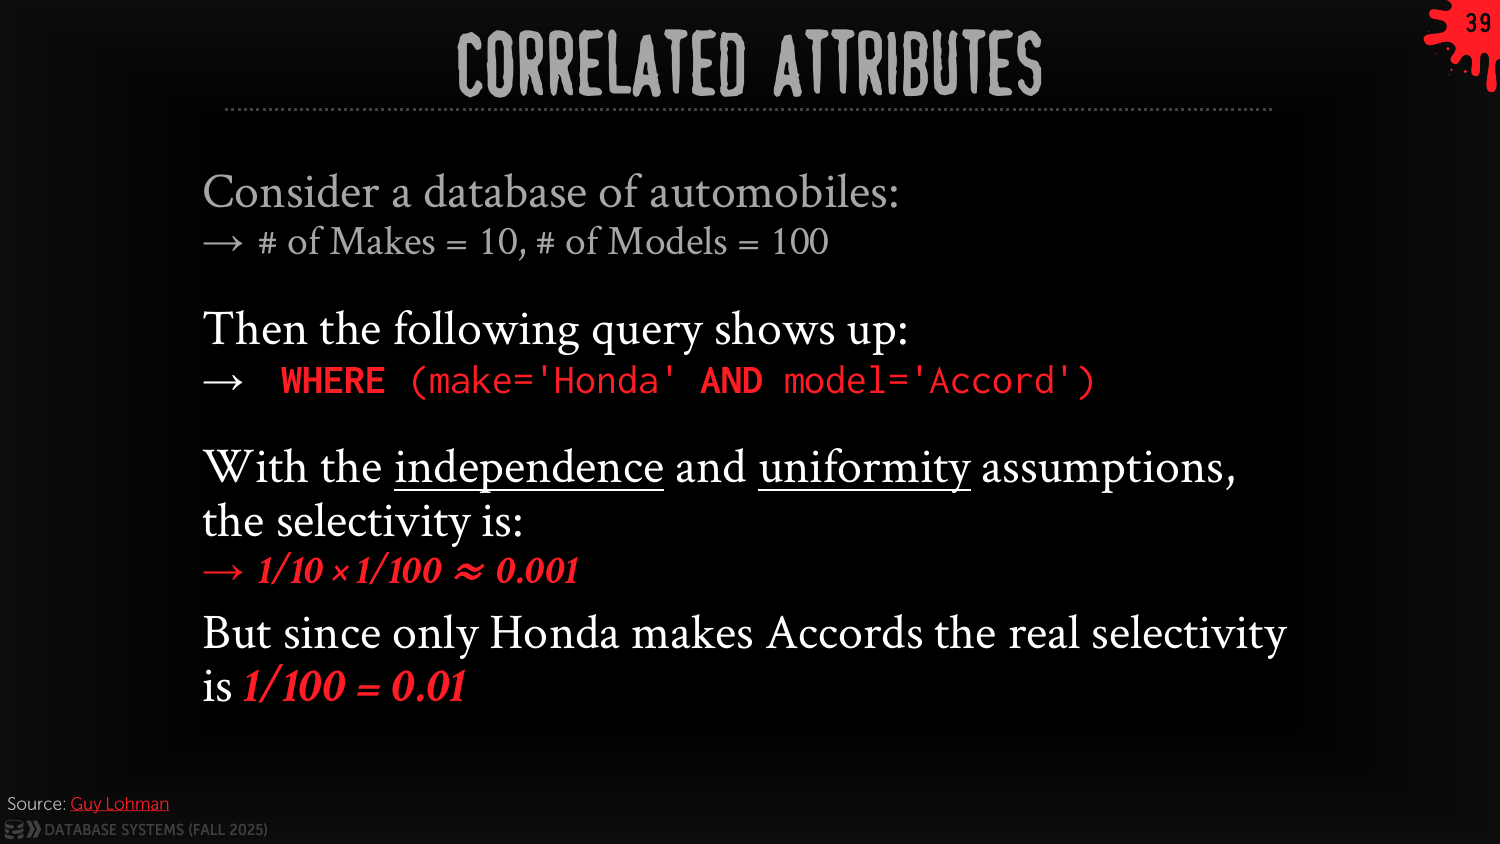 39
CORRELATED ATTRIBUTES
Consider a database of automobiles:
→ # of Makes = 10, # of Models = 100
Then the following query shows up:
→ WHERE (make='Honda' AND model='Accord')
With the independence and uniformity assumptions,
the selectivity is:
→ 1/10 × 1/100 ≈ 0.001
But since only Honda makes Accords the real selectivity
is 1/100 = 0.01
Source: Guy Lohman
DATABASE SYSTEMS (FALL 2025)